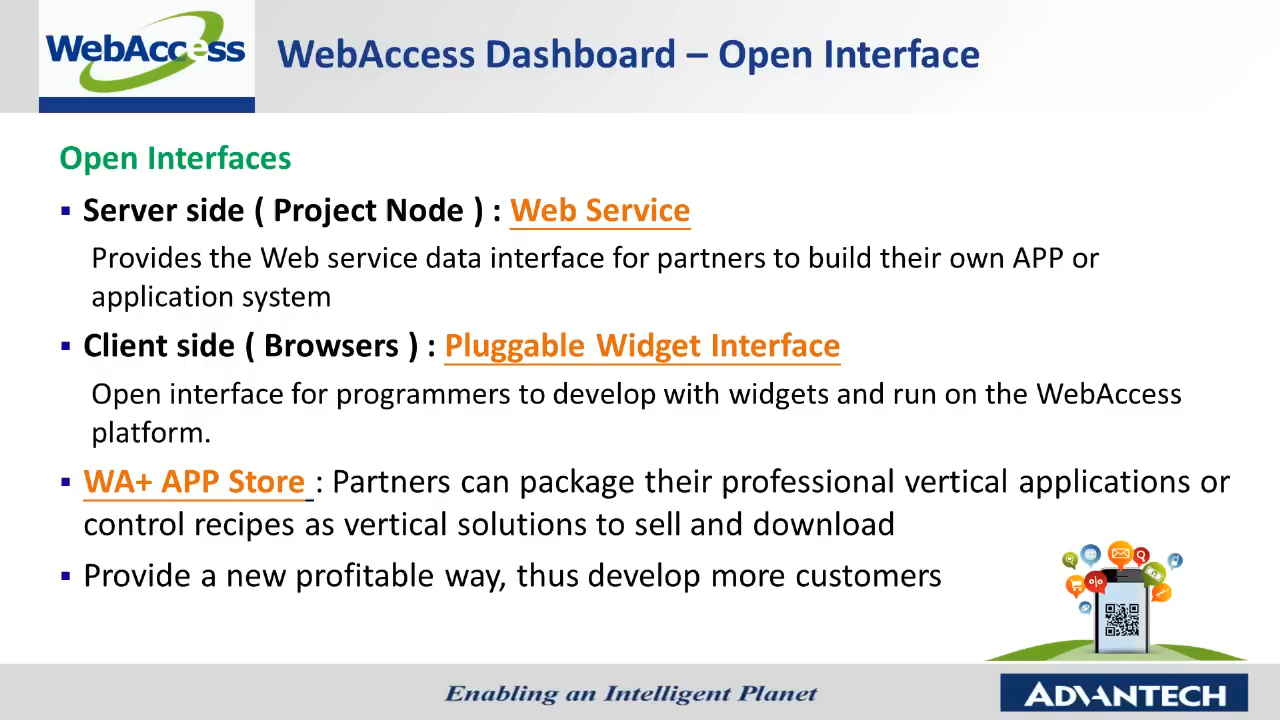 WebAccess
WebAccess Dashboard – Open Interface
Open Interfaces
▪ Server side ( Project Node ) : Web Service
Provides the Web service data interface for partners to build their own APP or
application system
▪ Client side ( Browsers ) : Pluggable Widget Interface
Open interface for programmers to develop with widgets and run on the WebAccess
platform.
▪ WA+ APP Store : Partners can package their professional vertical applications or
control recipes as vertical solutions to sell and download
▪ Provide a new profitable way, thus develop more customers
Enabling an Intelligent Planet
ADVANTECH